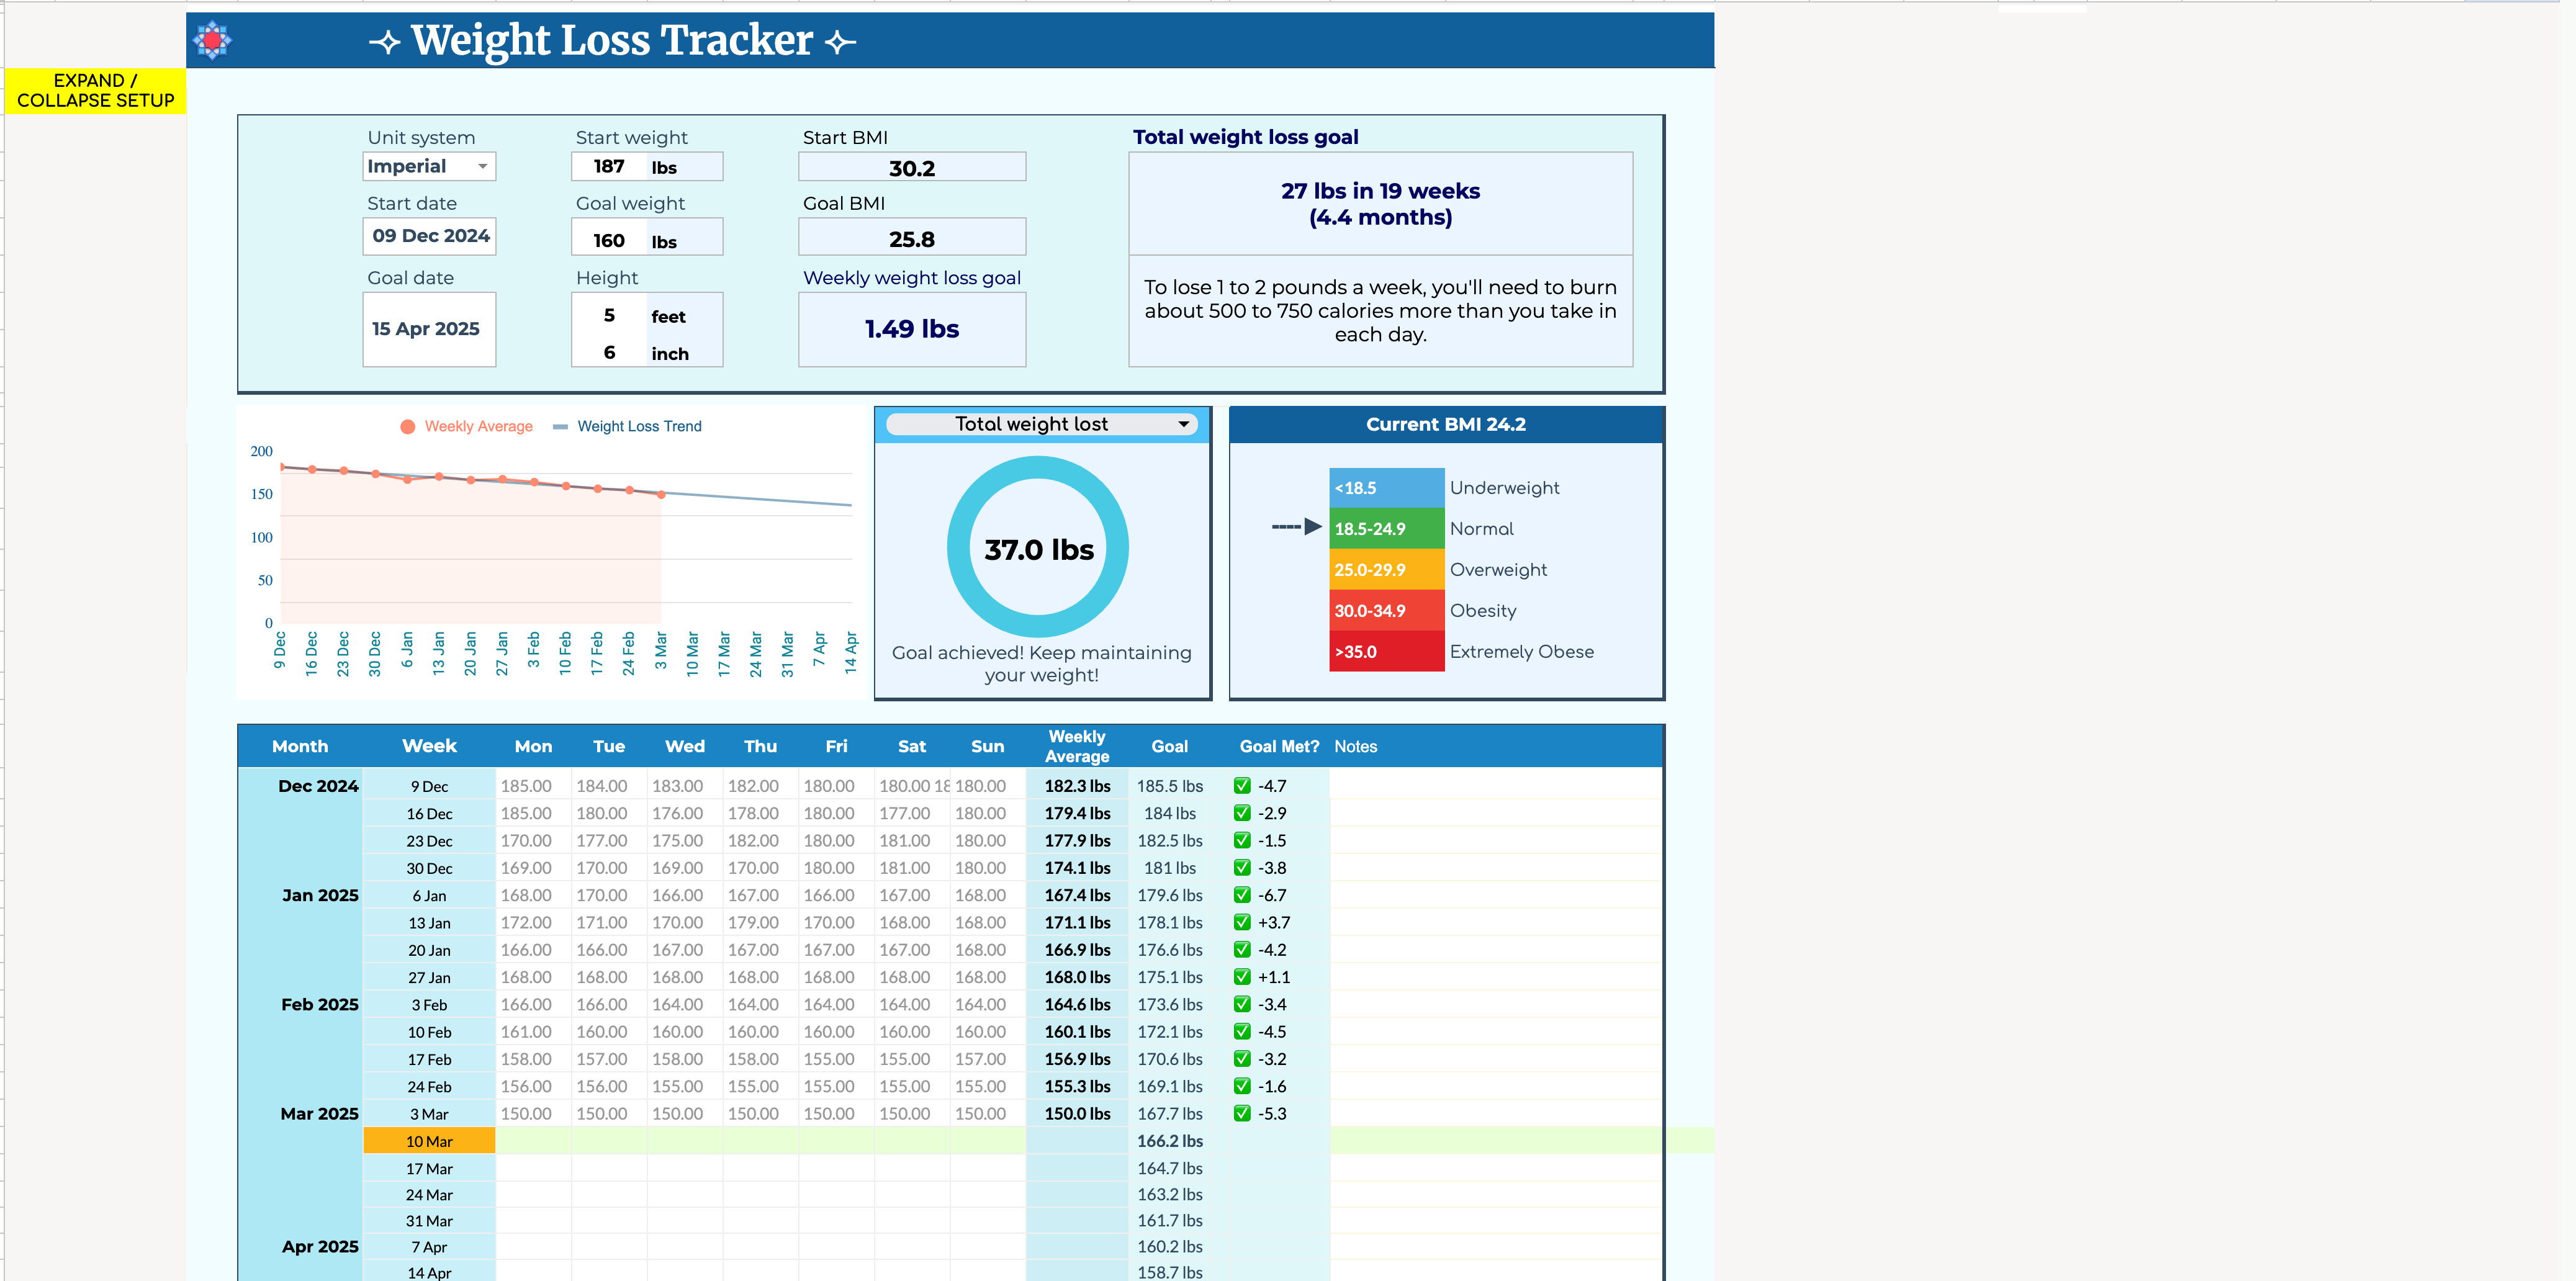 ✧ Weight Loss Tracker ✧
EXPAND /
COLLAPSE SETUP
Unit system
Imperial
Start date
09 Dec 2024
Goal date
15 Apr 2025
Start weight
187 lbs
Goal weight
160 lbs
Height
5 feet
6 inch
Start BMI
30.2
Goal BMI
25.8
Weekly weight loss goal
1.49 lbs
Total weight loss goal
27 lbs in 19 weeks
(4.4 months)
To lose 1 to 2 pounds a week, you'll need to burn
about 500 to 750 calories more than you take in
each day.
Weekly Average Weight Loss Trend
200
150
100
50
0
9 Dec 16 Dec 23 Dec 30 Dec 6 Jan 13 Jan 20 Jan 27 Jan 3 Feb 10 Feb 17 Feb 24 Feb 3 Mar 10 Mar 17 Mar 24 Mar 31 Mar 7 Apr 14 Apr
Total weight lost
37.0 lbs
Goal achieved! Keep maintaining
your weight!
Current BMI 24.2
<18.5 Underweight
18.5-24.9 Normal
25.0-29.9 Overweight
30.0-34.9 Obesity
>35.0 Extremely Obese
Month Week Mon Tue Wed Thu Fri Sat Sun Weekly Average Goal Goal Met? Notes
Dec 2024 9 Dec 185.00 184.00 183.00 182.00 180.00 180.00 18 180.00 182.3 lbs 185.5 lbs ✅ -4.7
16 Dec 185.00 180.00 176.00 178.00 180.00 177.00 180.00 179.4 lbs 184 lbs ✅ -2.9
23 Dec 170.00 177.00 175.00 182.00 180.00 181.00 180.00 177.9 lbs 182.5 lbs ✅ -1.5
30 Dec 169.00 170.00 169.00 170.00 180.00 181.00 180.00 174.1 lbs 181 lbs ✅ -3.8
Jan 2025 6 Jan 168.00 170.00 166.00 167.00 166.00 167.00 168.00 167.4 lbs 179.6 lbs ✅ -6.7
13 Jan 172.00 171.00 170.00 179.00 170.00 168.00 168.00 171.1 lbs 178.1 lbs ✅ +3.7
20 Jan 166.00 166.00 167.00 167.00 167.00 167.00 168.00 166.9 lbs 176.6 lbs ✅ -4.2
27 Jan 168.00 168.00 168.00 168.00 168.00 168.00 168.00 168.0 lbs 175.1 lbs ✅ +1.1
Feb 2025 3 Feb 166.00 166.00 164.00 164.00 164.00 164.00 164.00 164.6 lbs 173.6 lbs ✅ -3.4
10 Feb 161.00 160.00 160.00 160.00 160.00 160.00 160.00 160.1 lbs 172.1 lbs ✅ -4.5
17 Feb 158.00 157.00 158.00 155.00 155.00 155.00 157.00 156.9 lbs 170.6 lbs ✅ -3.2
24 Feb 156.00 156.00 155.00 155.00 155.00 155.00 155.00 155.3 lbs 169.1 lbs ✅ -1.6
Mar 2025 3 Mar 150.00 150.00 150.00 150.00 150.00 150.00 150.00 150.0 lbs 167.7 lbs ✅ -5.3
10 Mar 166.2 lbs
17 Mar 164.7 lbs
24 Mar 163.2 lbs
31 Mar 161.7 lbs
Apr 2025 7 Apr 160.2 lbs
14 Apr 158.7 lbs